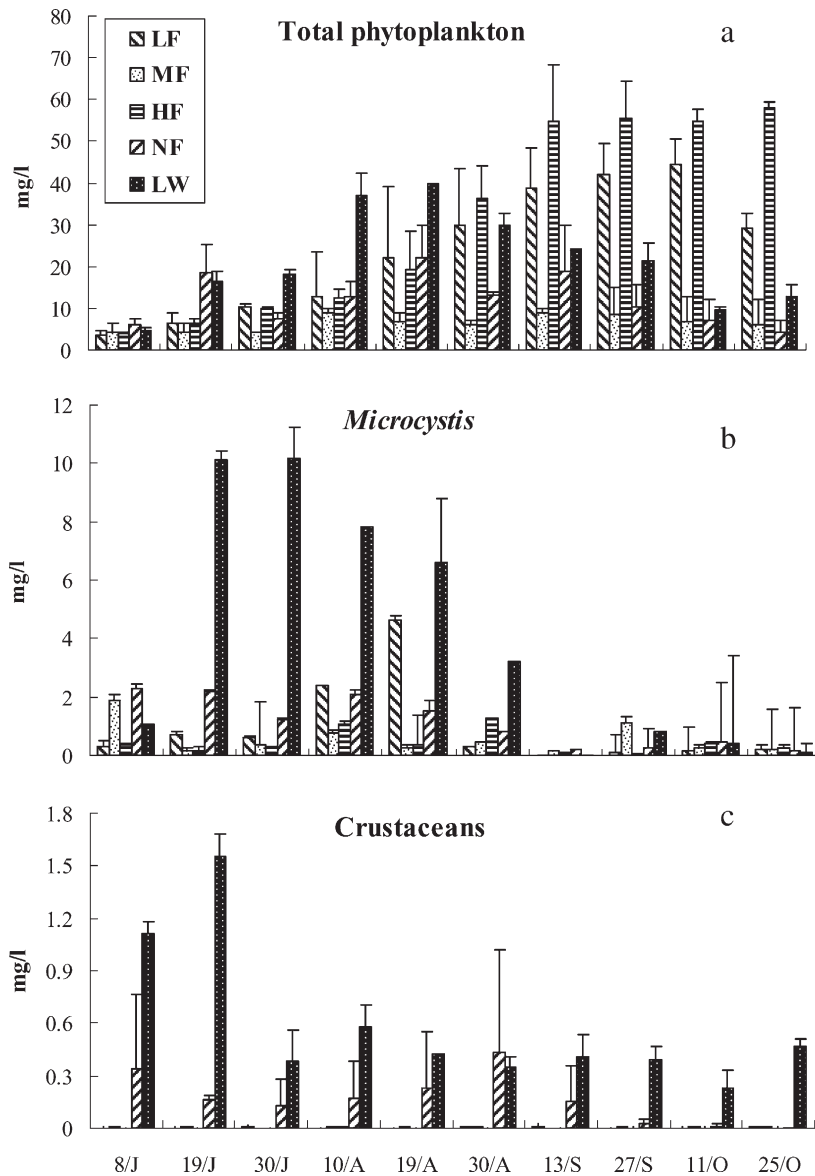 Total phytoplankton
a
LF
MF
HF
NF
LW
mg/l
80
70
60
50
40
30
20
10
0
Microcystis
b
mg/l
12
10
8
6
4
2
0
Crustaceans
c
mg/l
1.8
1.5
1.2
0.9
0.6
0.3
0
8/J 19/J 30/J 10/A 19/A 30/A 13/S 27/S 11/O 25/O